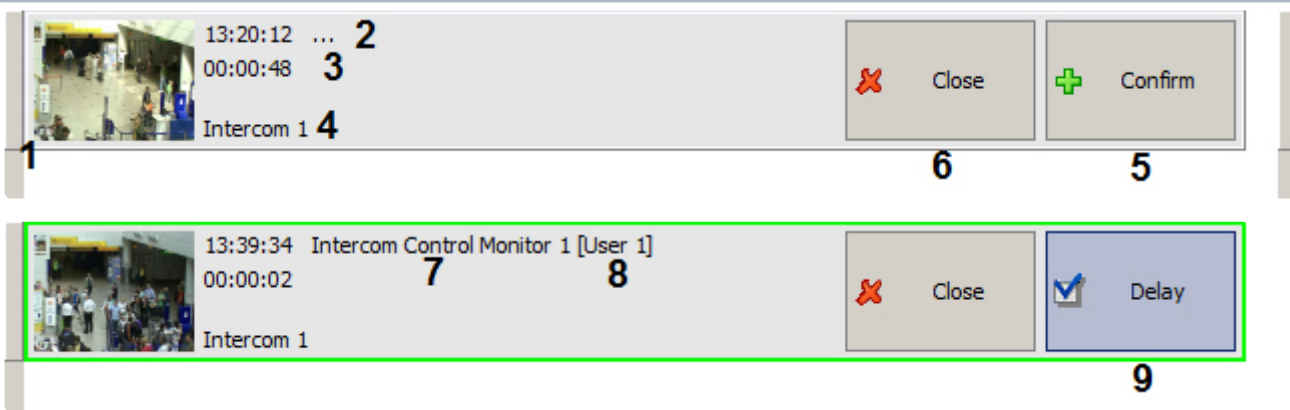 13:20:12 ... 2
00:00:48 3
Close
Confirm
Intercom 1 4
1
6
5
13:39:34 Intercom Control Monitor 1 [User 1]
00:00:02 7 8
Close
Delay
Intercom 1
9